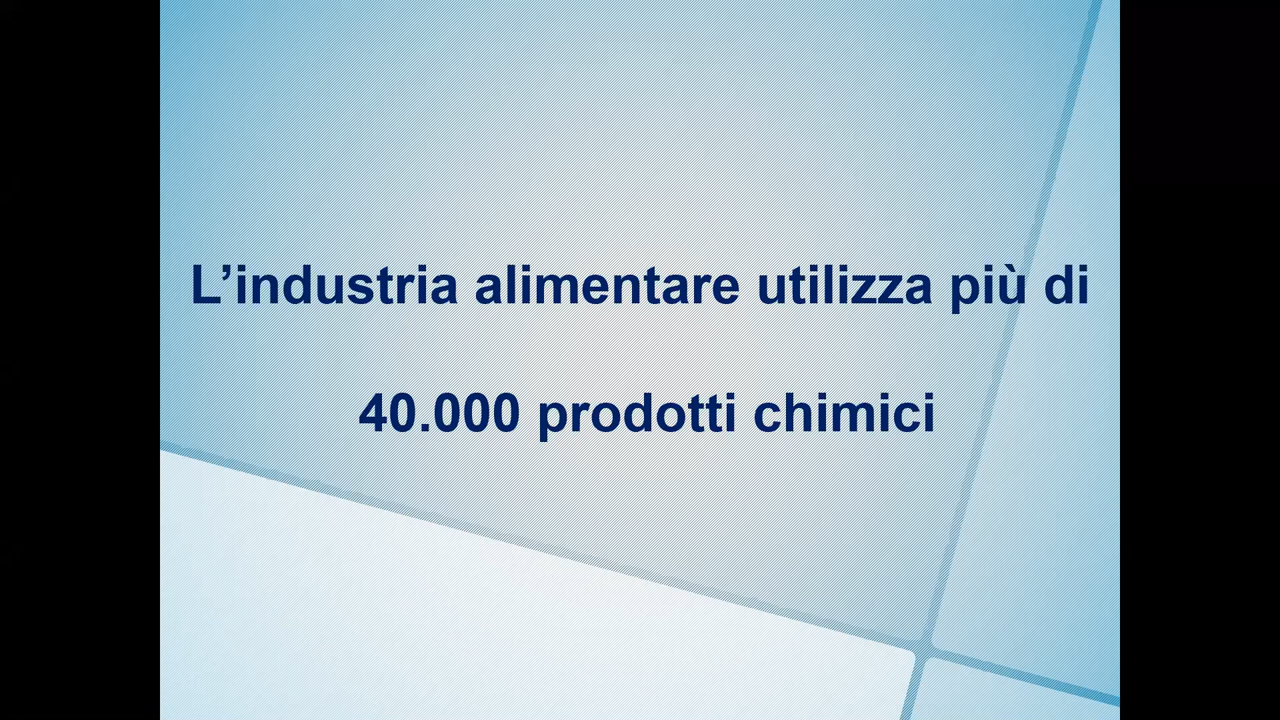 L’industria alimentare utilizza più di
40.000 prodotti chimici